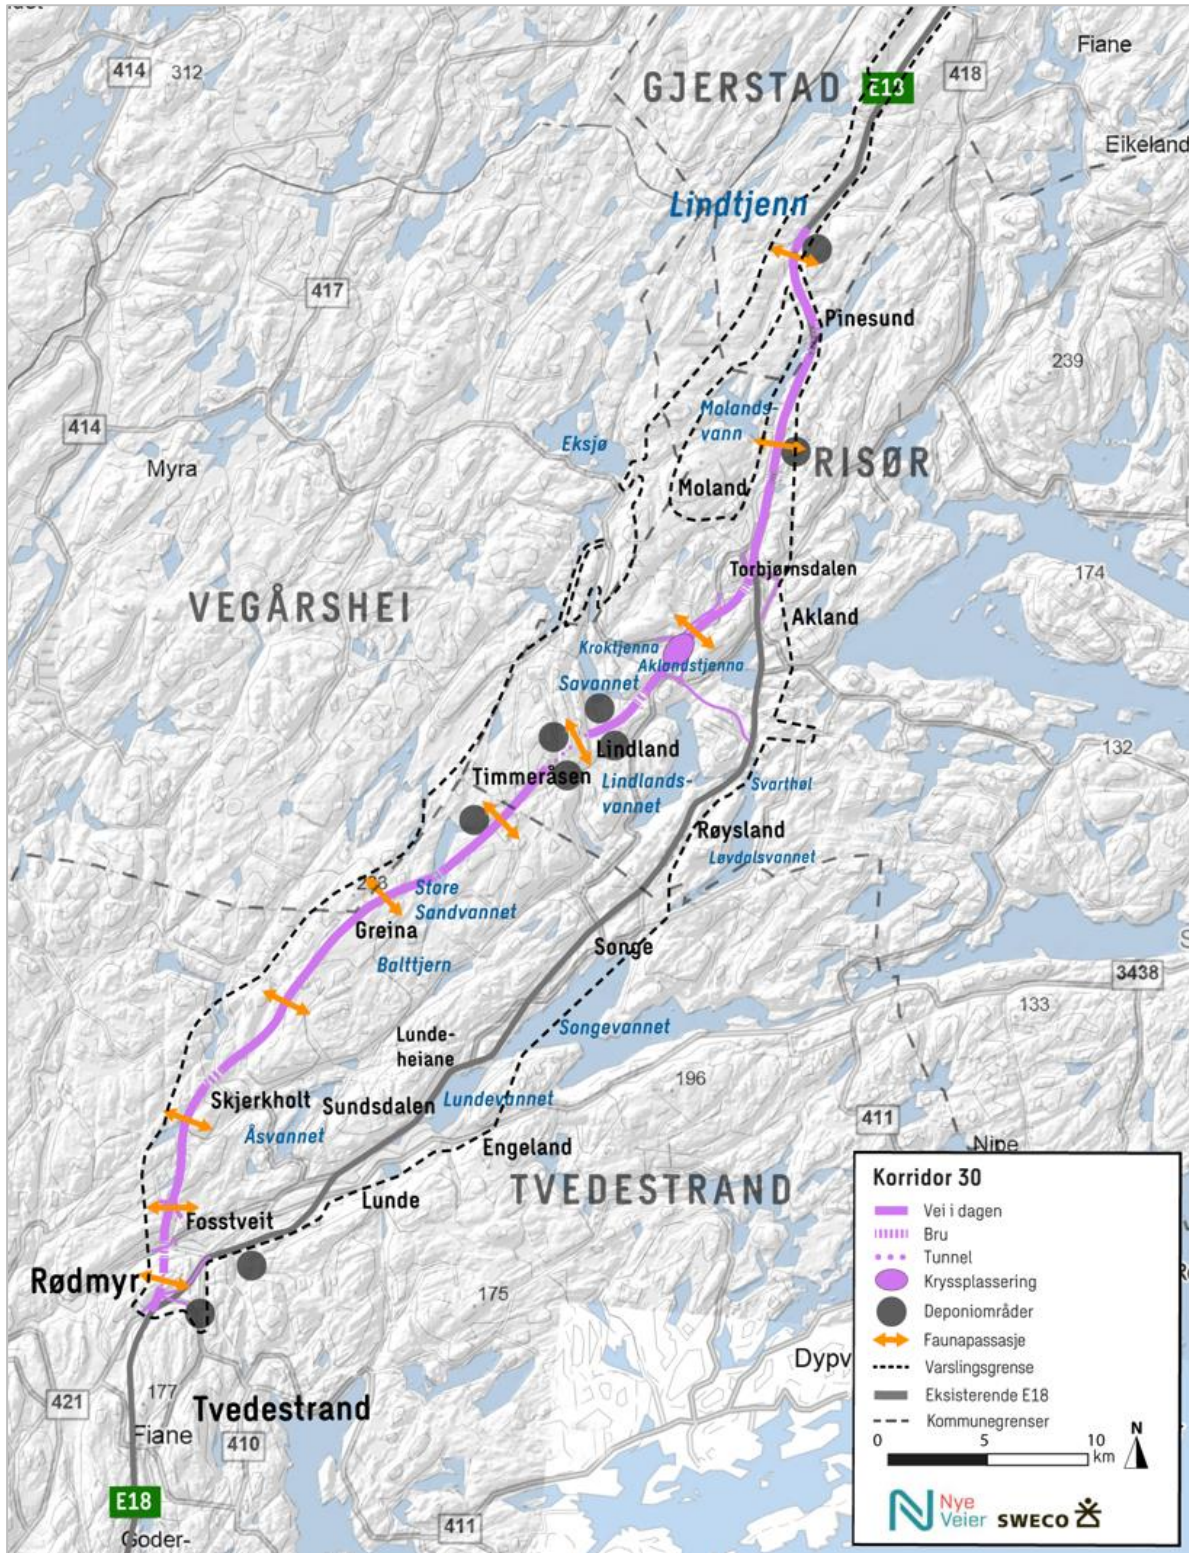 Fiane
414
312
418
GJERSTAD
E18
Eikeland
Lindtjenn
417
Pinesund
239
Molands-
vann
414
Eksjø
Myra
RISØR
Moland
Torbjørnsdalen
174
VEGÅRSHEI
Akland
Kroktjenna
Aklandstjenna
Savannet
Lindland
132
Timmeråsen
Lindlands-
vannet
Svarthøl
Røysland
Løvdalsvannet
Store
Sandvannet
Greina
Songe
Balttjern
3438
133
Songevannet
Lunde-
heiane
196
Skjerkholt
Sundsdalen
Lundevannet
411
Åsvannet
Engeland
Nipe
TVEDESTRAND
Lunde
Fosstveit
Rødmyr
175
Dypv
421
177
Tvedestrand
Fiane
410
E18
411
Goder-
Korridor 30
Vei i dagen
Bru
Tunnel
Kryssplassering
Deponiområder
Faunapassasje
Varslingsgrense
Eksisterende E18
Kommunegrenser
0 5 10
km
N
Nye
Veier
SWECO